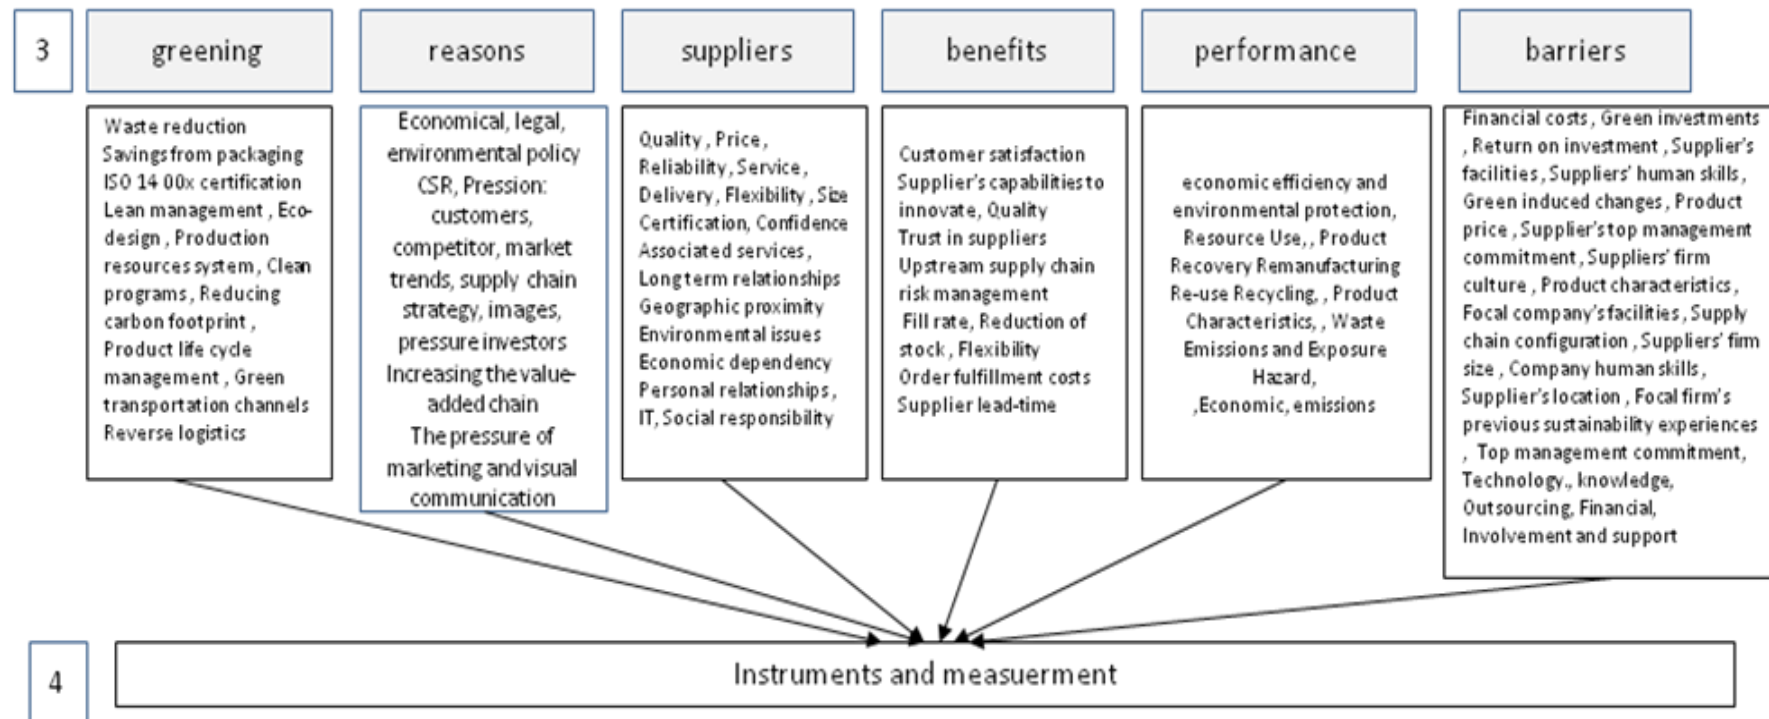 3
greening
reasons
suppliers
benefits
performance
barriers
Waste reduction
Savings from packaging
ISO 14 00x certification
Lean management , Eco-
design , Production
resources system , Clean
programs , Reducing
carbon footprint ,
Product life cycle
management , Green
transportation channels
Reverse logistics
Economical, legal,
environmental policy
CSR, Pression:
customers,
competitor, market
trends, supply chain
strategy, images,
pressure investors
Increasing the value-
added chain
The pressure of
marketing and visual
communication
Quality , Price ,
Reliability , Service ,
Delivery , Flexibility , Size
Certification, Confidence
Associated services ,
Long term relationships
Geographic proximity
Environmental issues
Economic dependency
Personal relationships ,
IT, Social responsibility
Customer satisfaction
Supplier's capabilities to
innovate, Quality
Trust in suppliers
Upstream supply chain
risk management
Fill rate, Reduction of
stock , Flexibility
Order fulfillment costs
Supplier lead-time
economic efficiency and
environmental protection,
Resource Use, , Product
Recovery Remanufacturing
Re-use Recycling, , Product
Characteristics, , Waste
Emissions and Exposure
Hazard,
,Economic, emissions
Financial costs , Green investments
, Return on investment , Supplier's
facilities , Suppliers' human skills ,
Green induced changes , Product
price , Supplier's top management
commitment , Suppliers' firm
culture , Product characteristics ,
Focal company's facilities , Supply
chain configuration , Suppliers' firm
size , Company human skills ,
Supplier's location , Focal firm's
previous sustainability experiences
, Top management commitment,
Technology., knowledge,
Outsourcing, Financial,
Involvement and support
4
Instruments and measuerment